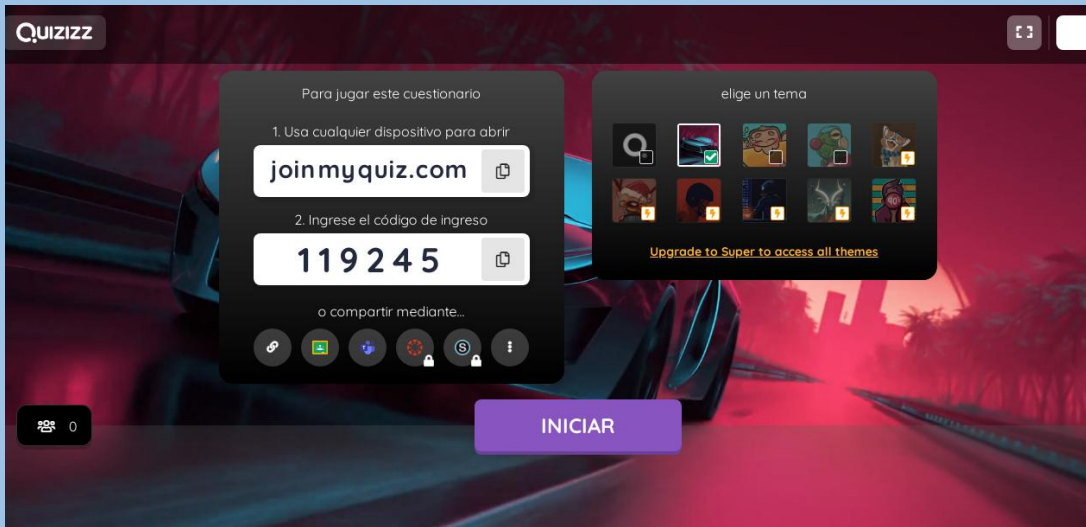 QUIZIZZ
Para jugar este cuestionario
1. Usa cualquier dispositivo para abrir
joinmyquiz.com
2. Ingrese el código de ingreso
119245
o compartir mediante...
elige un tema
Upgrade to Super to access all themes
INICIAR
0